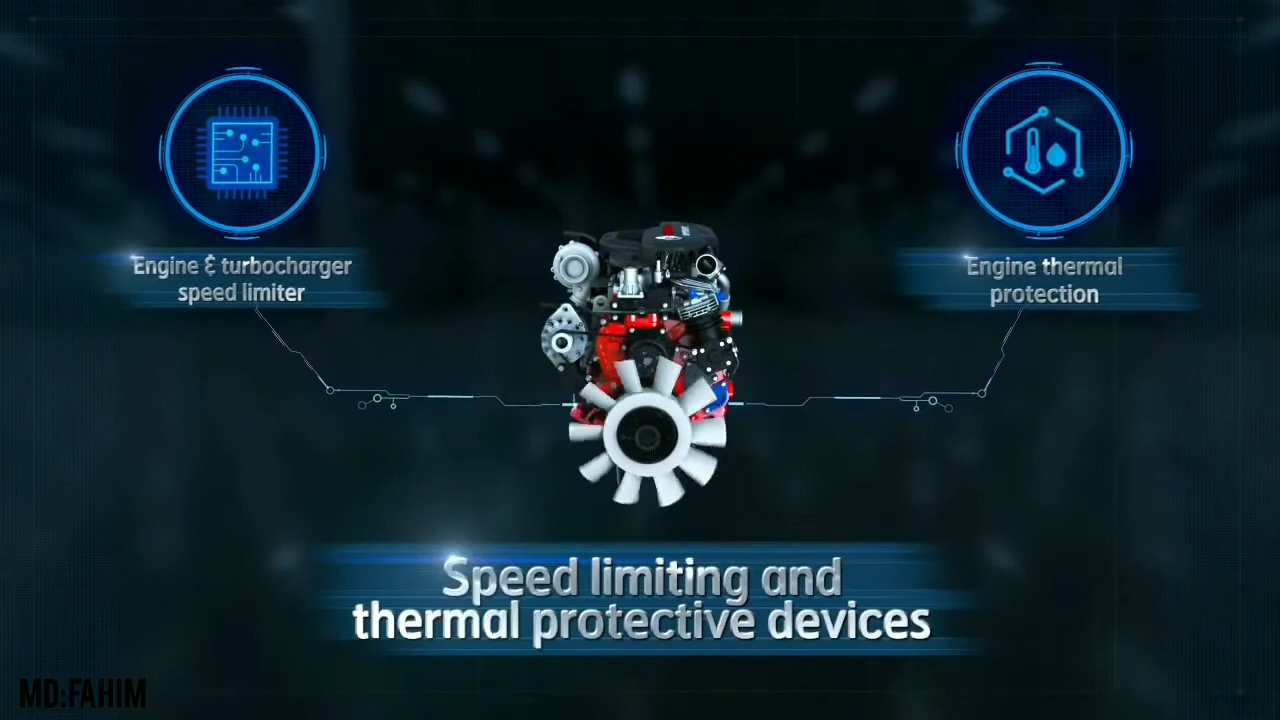 Engine & turbocharger
speed limiter
Engine thermal
protection
Speed limiting and
thermal protective devices
MD:FAHIM